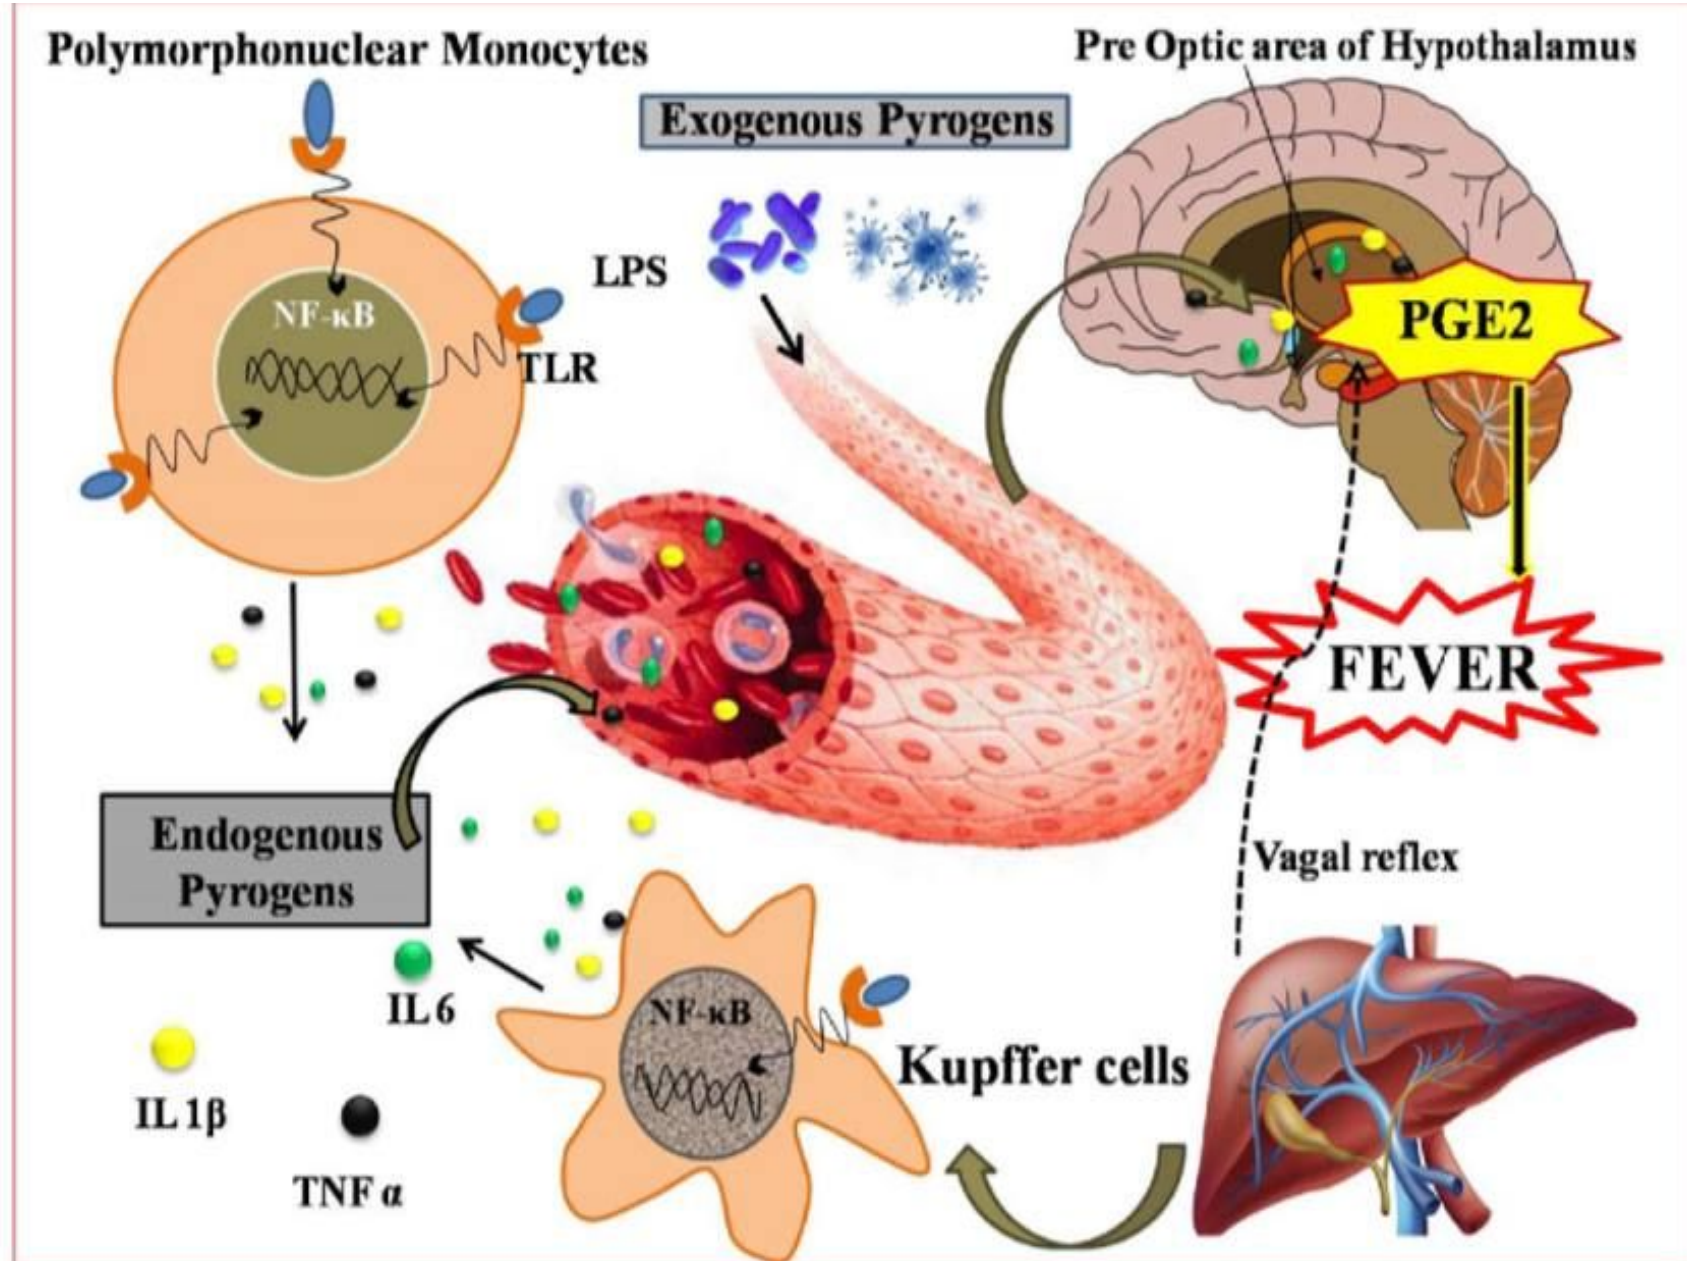 Polymorphonuclear Monocytes
Pre Optic area of Hypothalamus
Exogenous Pyrogens
LPS
NF-κB
TLR
PGE2
FEVER
Endogenous
Pyrogens
Vagal reflex
IL 6
NF-κB
Kupffer cells
IL 1β
TNF α